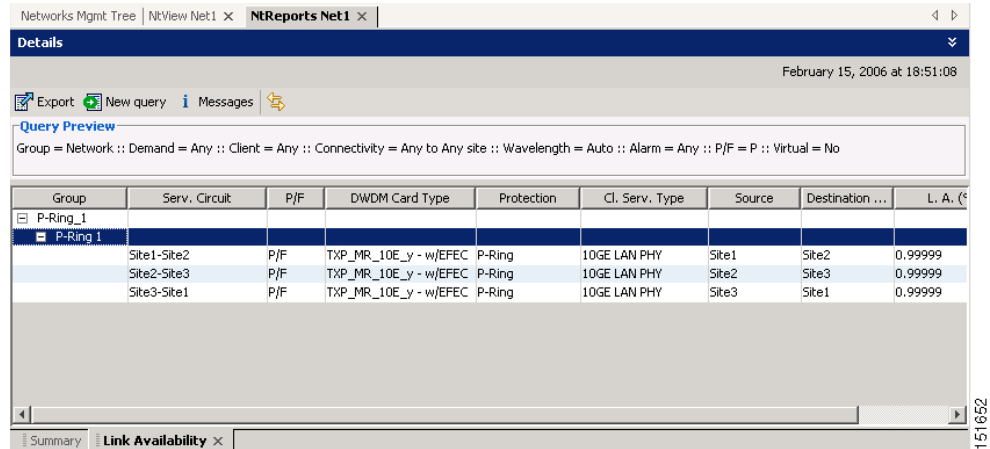 Networks Mgmt Tree NtView Net1 NtReports Net1
Details
February 15, 2006 at 18:51:08
Export New query i Messages
Query Preview
Group = Network :: Demand = Any :: Client = Any :: Connectivity = Any to Any site :: Wavelength = Auto :: Alarm = Any :: P/F = P :: Virtual = No
Group Serv. Circuit P/F DWDM Card Type Protection Cl. Serv. Type Source Destination ... L. A. (°
P-Ring_1
P-Ring 1
Site1-Site2 P/F TXP_MR_10E_y - w/EFEC P-Ring 10GE LAN PHY Site1 Site2 0.99999
Site2-Site3 P/F TXP_MR_10E_y - w/EFEC P-Ring 10GE LAN PHY Site2 Site3 0.99999
Site3-Site1 P/F TXP_MR_10E_y - w/EFEC P-Ring 10GE LAN PHY Site3 Site1 0.99999
Summary Link Availability
151652